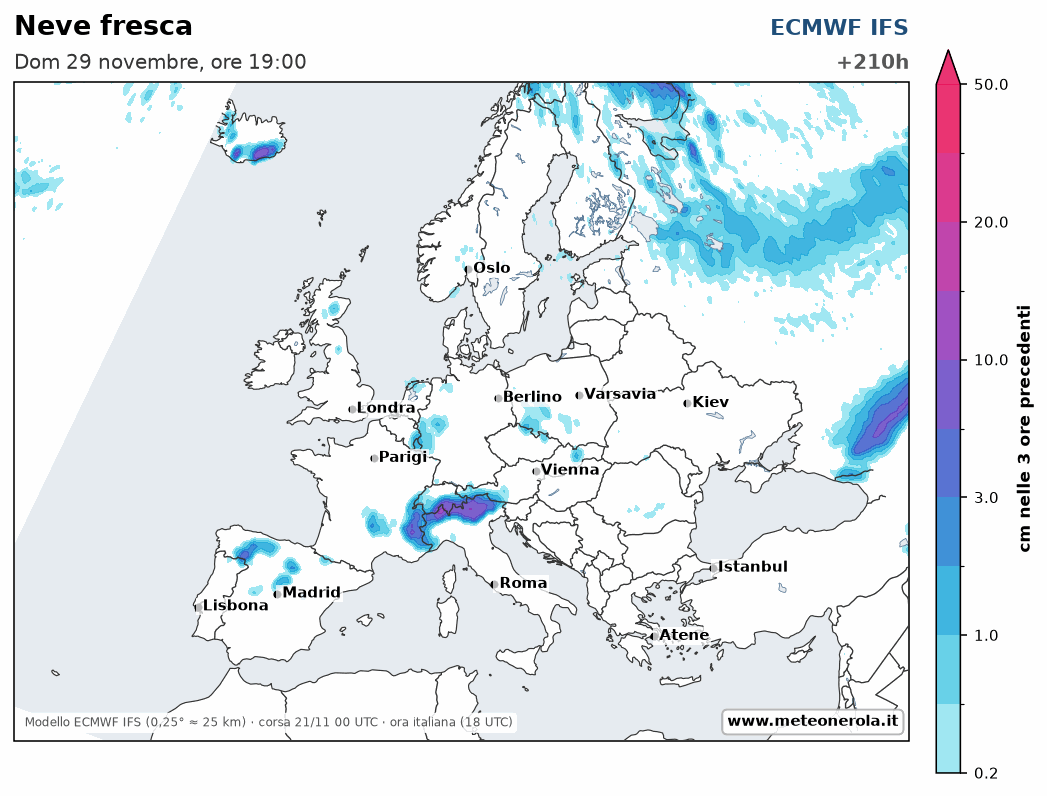 Neve fresca
ECMWF IFS
Dom 29 novembre, ore 19:00
+210h
50.0
20.0
10.0
3.0
1.0
0.2
cm nelle 3 ore precedenti
Oslo
Berlino
Varsavia
Kiev
Londra
Parigi
Vienna
Istanbul
Roma
Madrid
Lisbona
Atene
Modello ECMWF IFS (0,25° ≈ 25 km) · corsa 21/11 00 UTC · ora italiana (18 UTC)
www.meteonerola.it